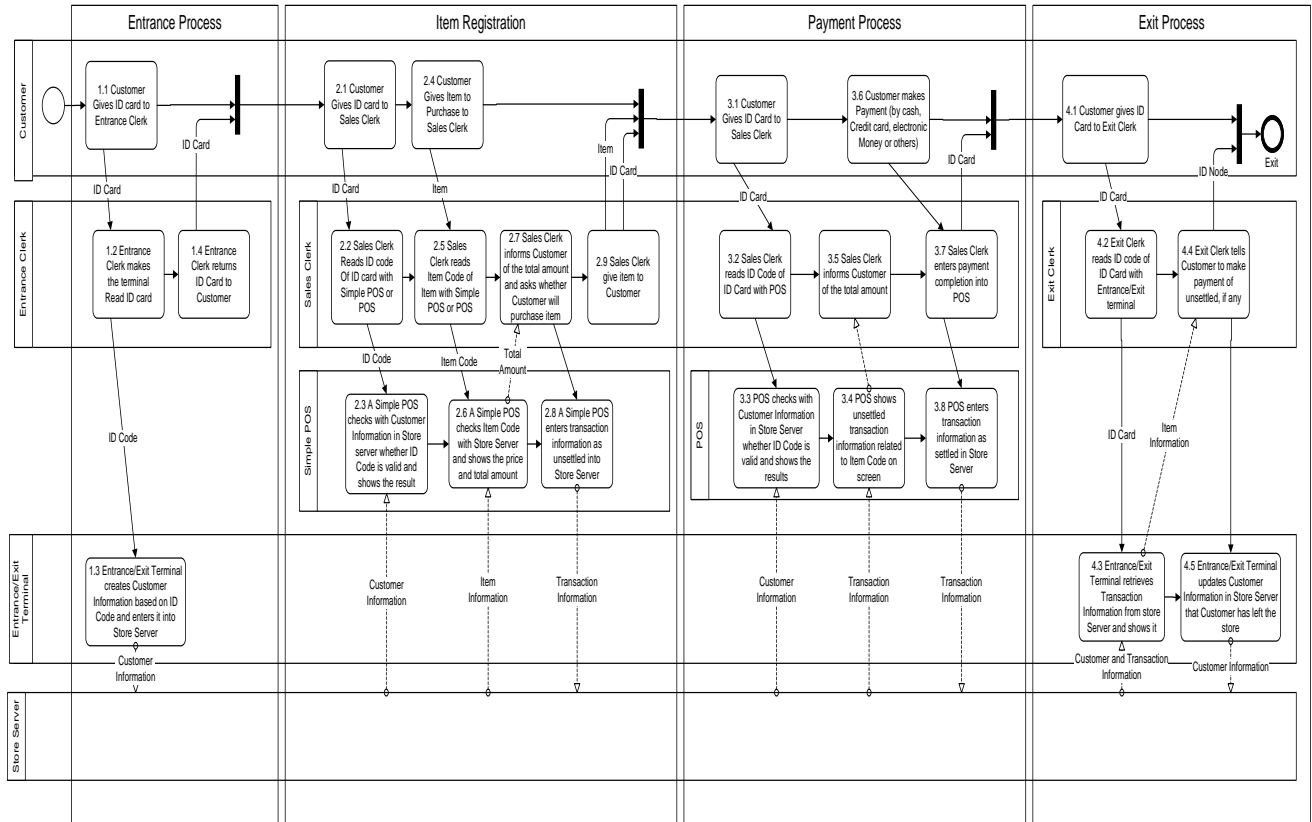 Entrance Process
Item Registration
Payment Process
Exit Process
Customer
1.1 Customer
Gives ID card to
Entrance Clerk
ID Card
ID Card
2.1 Customer
Gives ID card to
Sales Clerk
2.4 Customer
Gives Item to
Purchase to
Sales Clerk
Item
ID Card
ID Card
Item
3.1 Customer
Gives ID Card to
Sales Clerk
3.6 Customer makes
Payment (by cash,
Credit card, electronic
Money or others)
ID Card
ID Card
4.1 Customer gives ID
Card to Exit Clerk
ID Node
Exit
ID Card
Entrance Clerk
1.2 Entrance
Clerk makes
the terminal
Read ID card
1.4 Entrance
Clerk returns
ID Card to
Customer
ID Code
Sales Clerk
2.2 Sales Clerk
Reads ID code
Of ID card with
Simple POS or
POS
2.5 Sales
Clerk reads
Item Code of
Item with Simple
POS or POS
2.7 Sales Clerk
informs Customer
of the total amount
and asks whether
Customer will
purchase item
2.9 Sales Clerk
give item to
Customer
ID Code
Item Code
Total
Amount
3.2 Sales Clerk
reads ID Code of
ID Card with POS
3.5 Sales Clerk
informs Customer
of the total amount
3.7 Sales Clerk
enters payment
completion into
POS
Exit Clerk
4.2 Exit Clerk
reads ID code of
ID Card with
Entrance/Exit
terminal
4.4 Exit Clerk tells
Customer to make
payment of
unsettled, if any
ID Card
Item
Information
Simple POS
2.3 A Simple POS
checks with Customer
Information in Store
server whether ID
Code is valid and
shows the result
2.6 A Simple POS
checks Item Code
with Store Server
and shows the price
and total amount
2.8 A Simple POS
enters transaction
information as
unsettled into
Store Server
POS
3.3 POS checks with
Customer Information
in Store Server
whether ID Code is
valid and shows the
results
3.4 POS shows
unsettled
transaction
information related
to Item Code on
screen
3.8 POS enters
transaction
information as
settled in Store
Server
Entrance/Exit
Terminal
1.3 Entrance/Exit Terminal
creates Customer
Information based on ID
Code and enters it into
Store Server
Customer
Information
Customer
Information
Item
Information
Transaction
Information
Customer
Information
Transaction
Information
Transaction
Information
4.3 Entrance/Exit
Terminal retrieves
Transaction
Information from store
Server and shows it
4.5 Entrance/Exit Terminal
updates Customer
Information in Store Server
that Customer has left the
store
Customer and Transaction
Information
Customer Information
Store Server